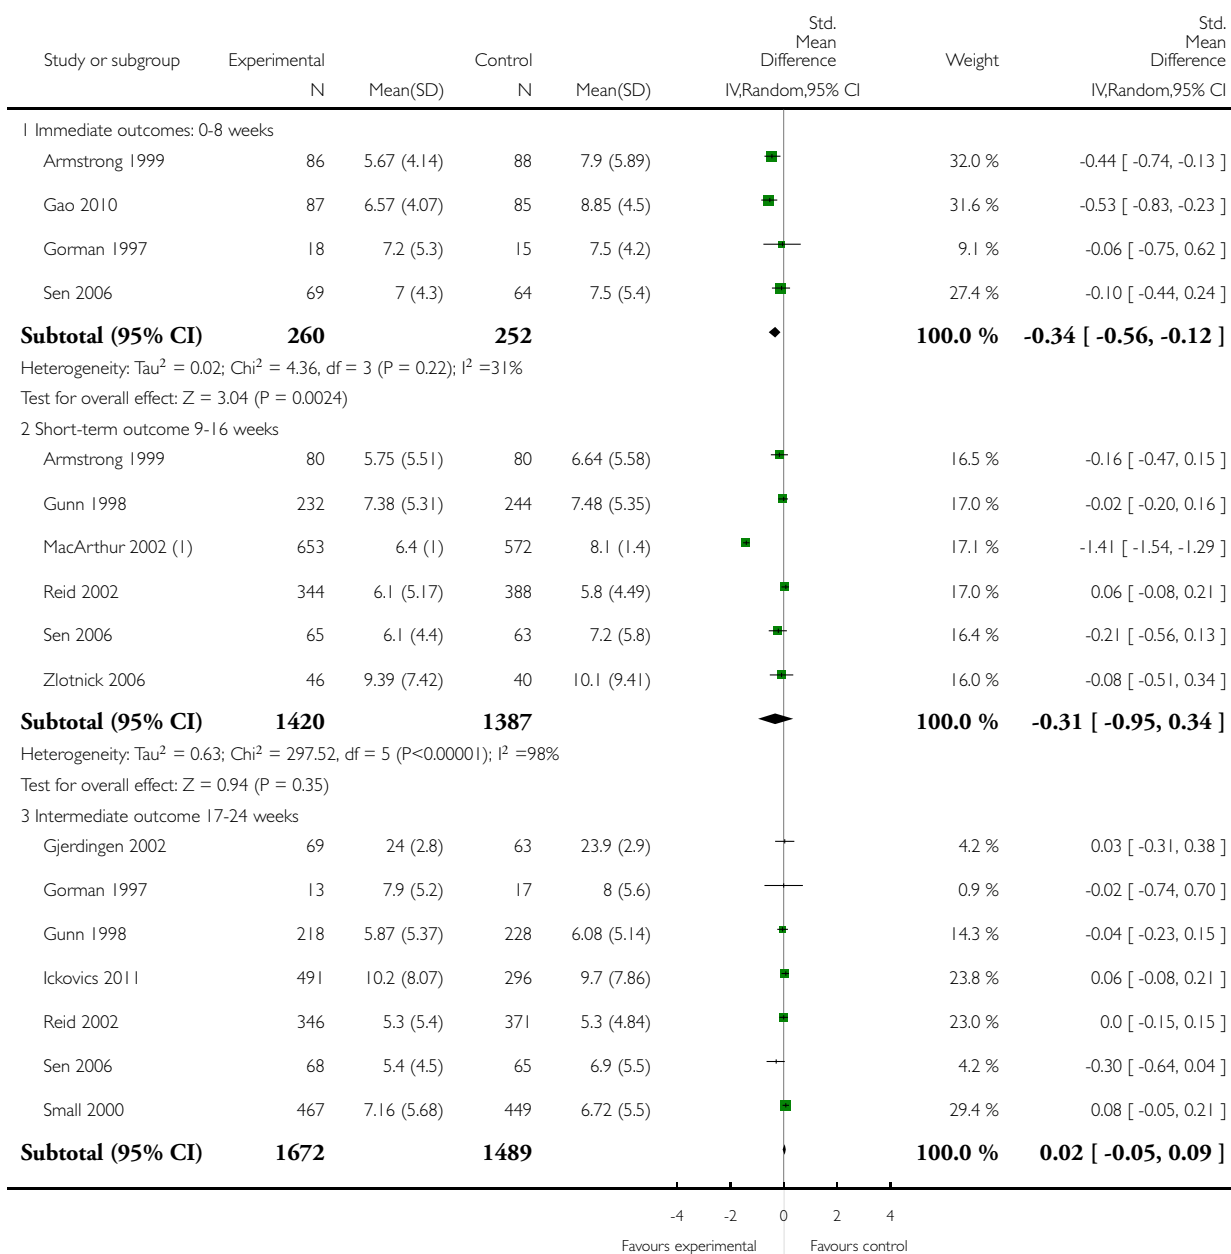 Study or subgroup Experimental Control Std. Mean Difference Weight Std. Mean Difference
N Mean(SD) N Mean(SD) IV,Random,95% CI IV,Random,95% CI
1 Immediate outcomes: 0-8 weeks
Armstrong 1999 86 5.67 (4.14) 88 7.9 (5.89) 32.0 % -0.44 [ -0.74, -0.13 ]
Gao 2010 87 6.57 (4.07) 85 8.85 (4.5) 31.6 % -0.53 [ -0.83, -0.23 ]
Gorman 1997 18 7.2 (5.3) 15 7.5 (4.2) 9.1 % -0.06 [ -0.75, 0.62 ]
Sen 2006 69 7 (4.3) 64 7.5 (5.4) 27.4 % -0.10 [ -0.44, 0.24 ]
Subtotal (95% CI) 260 252 100.0 % -0.34 [ -0.56, -0.12 ]
Heterogeneity: Tau² = 0.02; Chi² = 4.36, df = 3 (P = 0.22); I² =31%
Test for overall effect: Z = 3.04 (P = 0.0024)
2 Short-term outcome 9-16 weeks
Armstrong 1999 80 5.75 (5.51) 80 6.64 (5.58) 16.5 % -0.16 [ -0.47, 0.15 ]
Gunn 1998 232 7.38 (5.31) 244 7.48 (5.35) 17.0 % -0.02 [ -0.20, 0.16 ]
MacArthur 2002 (1) 653 6.4 (1) 572 8.1 (1.4) 17.1 % -1.41 [ -1.54, -1.29 ]
Reid 2002 344 6.1 (5.17) 388 5.8 (4.49) 17.0 % 0.06 [ -0.08, 0.21 ]
Sen 2006 65 6.1 (4.4) 63 7.2 (5.8) 16.4 % -0.21 [ -0.56, 0.13 ]
Zlotnick 2006 46 9.39 (7.42) 40 10.1 (9.41) 16.0 % -0.08 [ -0.51, 0.34 ]
Subtotal (95% CI) 1420 1387 100.0 % -0.31 [ -0.95, 0.34 ]
Heterogeneity: Tau² = 0.63; Chi² = 297.52, df = 5 (P<0.00001); I² =98%
Test for overall effect: Z = 0.94 (P = 0.35)
3 Intermediate outcome 17-24 weeks
Gjerdingen 2002 69 24 (2.8) 63 23.9 (2.9) 4.2 % 0.03 [ -0.31, 0.38 ]
Gorman 1997 13 7.9 (5.2) 17 8 (5.6) 0.9 % -0.02 [ -0.74, 0.70 ]
Gunn 1998 218 5.87 (5.37) 228 6.08 (5.14) 14.3 % -0.04 [ -0.23, 0.15 ]
Ickovics 2011 491 10.2 (8.07) 296 9.7 (7.86) 23.8 % 0.06 [ -0.08, 0.21 ]
Reid 2002 346 5.3 (5.4) 371 5.3 (4.84) 23.0 % 0.0 [ -0.15, 0.15 ]
Sen 2006 68 5.4 (4.5) 65 6.9 (5.5) 4.2 % -0.30 [ -0.64, 0.04 ]
Small 2000 467 7.16 (5.68) 449 6.72 (5.5) 29.4 % 0.08 [ -0.05, 0.21 ]
Subtotal (95% CI) 1672 1489 100.0 % 0.02 [ -0.05, 0.09 ]
-4 -2 0 2 4
Favours experimental Favours control